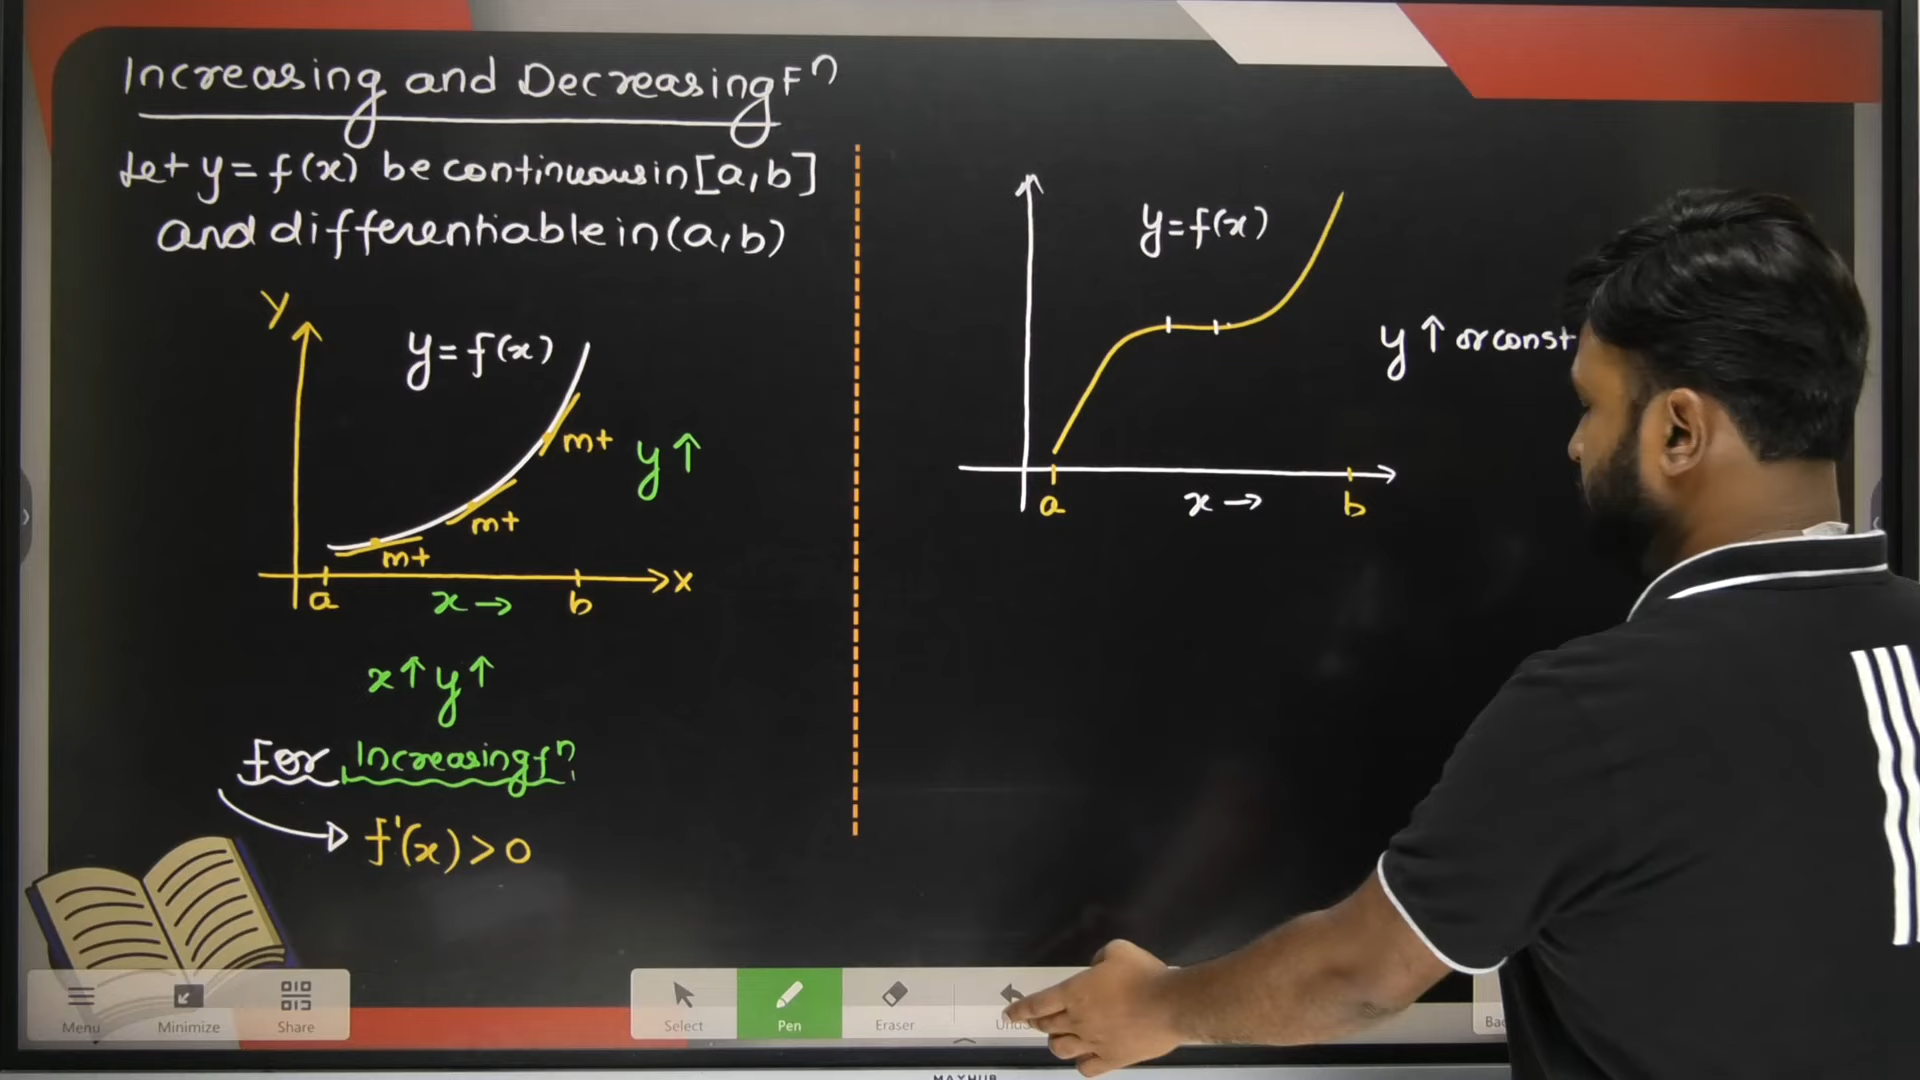 Increasing and Decreasing Fⁿ
Let y = f(x) be continuous in [a, b]
and differentiable in (a, b)
Y
y = f(x)
m+
y ↑
m+
m+
a
x →
b
X
x ↑ y ↑
for Increasing fⁿ
f'(x) > 0
y = f(x)
y ↑ or const
a
x →
b
Menu
Minimize
Share
Select
Pen
Eraser
MAXHUB